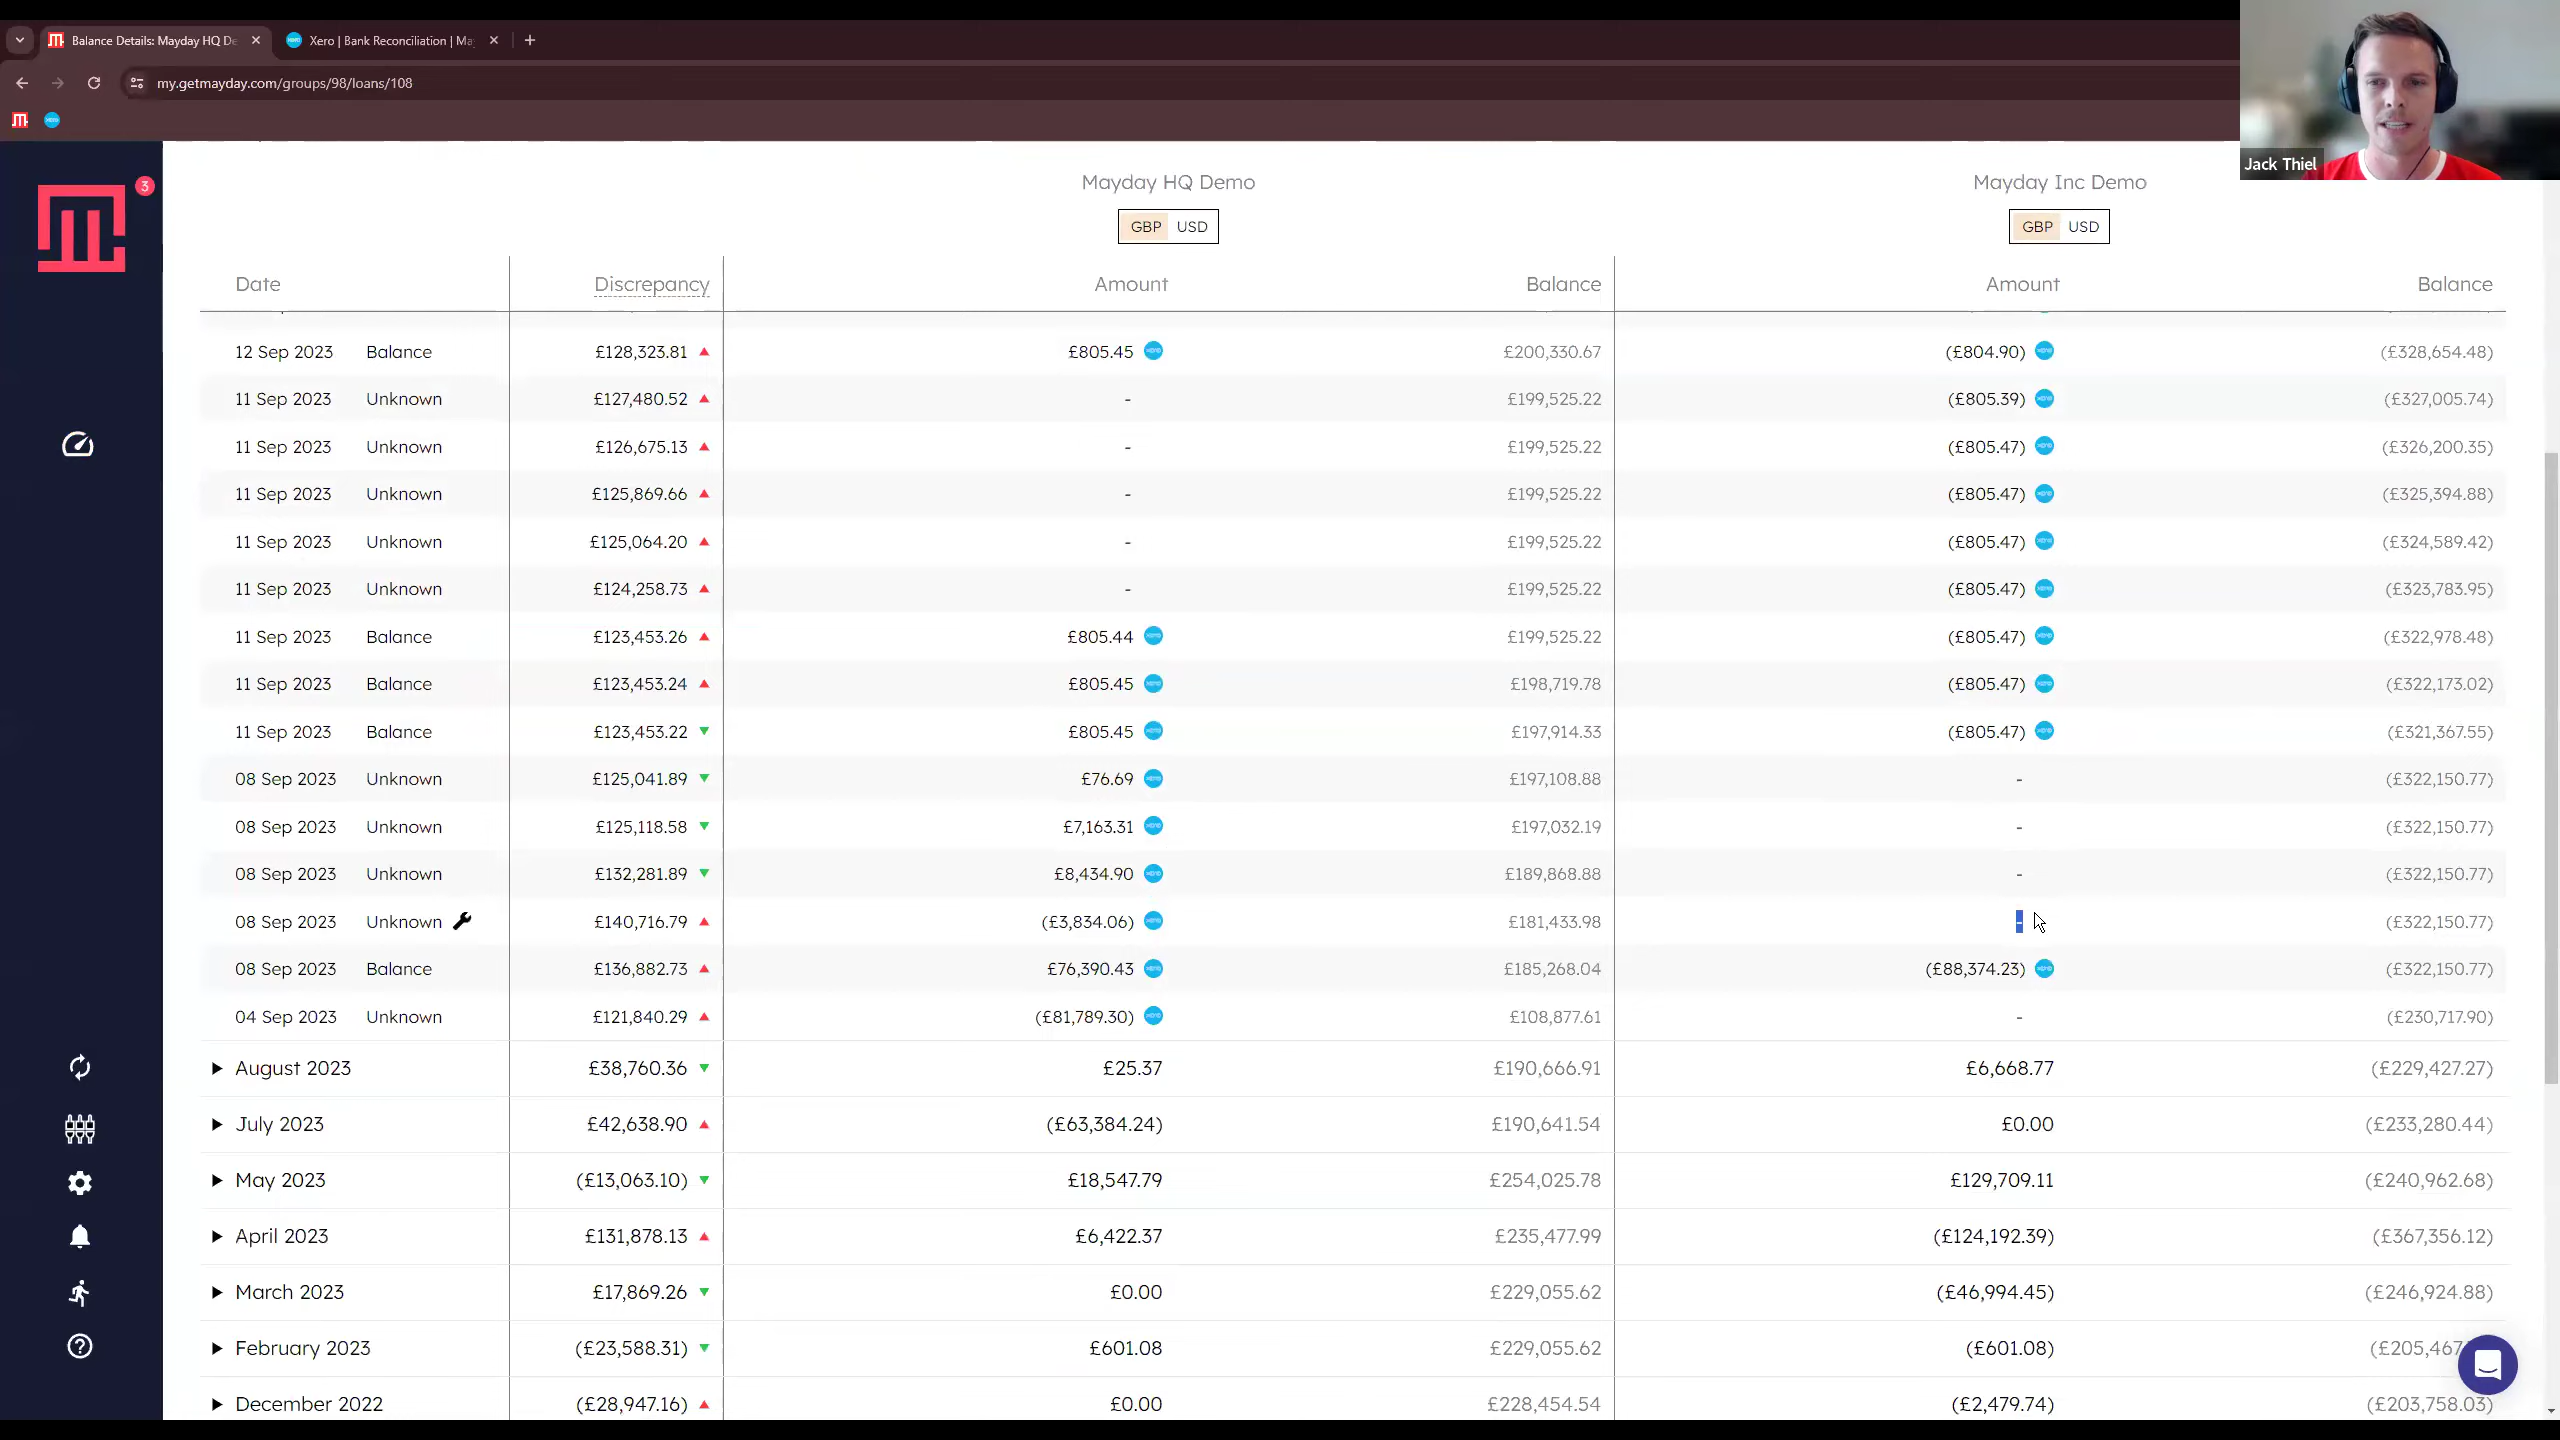 Balance Details: Mayday HQ De
Xero | Bank Reconciliation | Ma
my.getmayday.com/groups/98/loans/108
Jack Thiel
3
Mayday HQ Demo
Mayday Inc Demo
GBP USD
GBP USD
Date Discrepancy Amount Balance Amount Balance
12 Sep 2023 Balance £128,323.81 £805.45 £200,330.67 (£804.90) (£328,654.48)
11 Sep 2023 Unknown £127,480.52 - £199,525.22 (£805.39) (£327,005.74)
11 Sep 2023 Unknown £126,675.13 - £199,525.22 (£805.47) (£326,200.35)
11 Sep 2023 Unknown £125,869.66 - £199,525.22 (£805.47) (£325,394.88)
11 Sep 2023 Unknown £125,064.20 - £199,525.22 (£805.47) (£324,589.42)
11 Sep 2023 Unknown £124,258.73 - £199,525.22 (£805.47) (£323,783.95)
11 Sep 2023 Balance £123,453.26 £805.44 £199,525.22 (£805.47) (£322,978.48)
11 Sep 2023 Balance £123,453.24 £805.45 £198,719.78 (£805.47) (£322,173.02)
11 Sep 2023 Balance £123,453.22 £805.45 £197,914.33 (£805.47) (£321,367.55)
08 Sep 2023 Unknown £125,041.89 £76.69 £197,108.88 - (£322,150.77)
08 Sep 2023 Unknown £125,118.58 £7,163.31 £197,032.19 - (£322,150.77)
08 Sep 2023 Unknown £132,281.89 £8,434.90 £189,868.88 - (£322,150.77)
08 Sep 2023 Unknown £140,716.79 (£3,834.06) £181,433.98 - (£322,150.77)
08 Sep 2023 Balance £136,882.73 £76,390.43 £185,268.04 (£88,374.23) (£322,150.77)
04 Sep 2023 Unknown £121,840.29 (£81,789.30) £108,877.61 - (£230,717.90)
August 2023 £38,760.36 £25.37 £190,666.91 £6,668.77 (£229,427.27)
July 2023 £42,638.90 (£63,384.24) £190,641.54 £0.00 (£233,280.44)
May 2023 (£13,063.10) £18,547.79 £254,025.78 £129,709.11 (£240,962.68)
April 2023 £131,878.13 £6,422.37 £235,477.99 (£124,192.39) (£367,356.12)
March 2023 £17,869.26 £0.00 £229,055.62 (£46,994.45) (£246,924.88)
February 2023 (£23,588.31) £601.08 £229,055.62 (£601.08) (£205,467
December 2022 (£28,947.16) £0.00 £228,454.54 (£2,479.74) (£203,758.03)